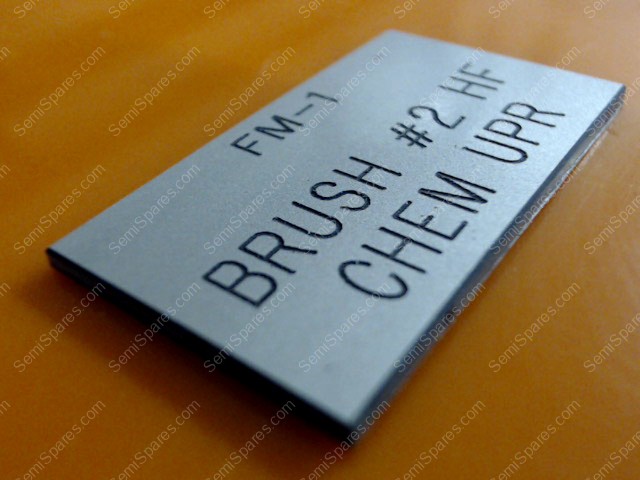 FM-1
BRUSH #2 HF
CHEM UPR
SemiSpares.com